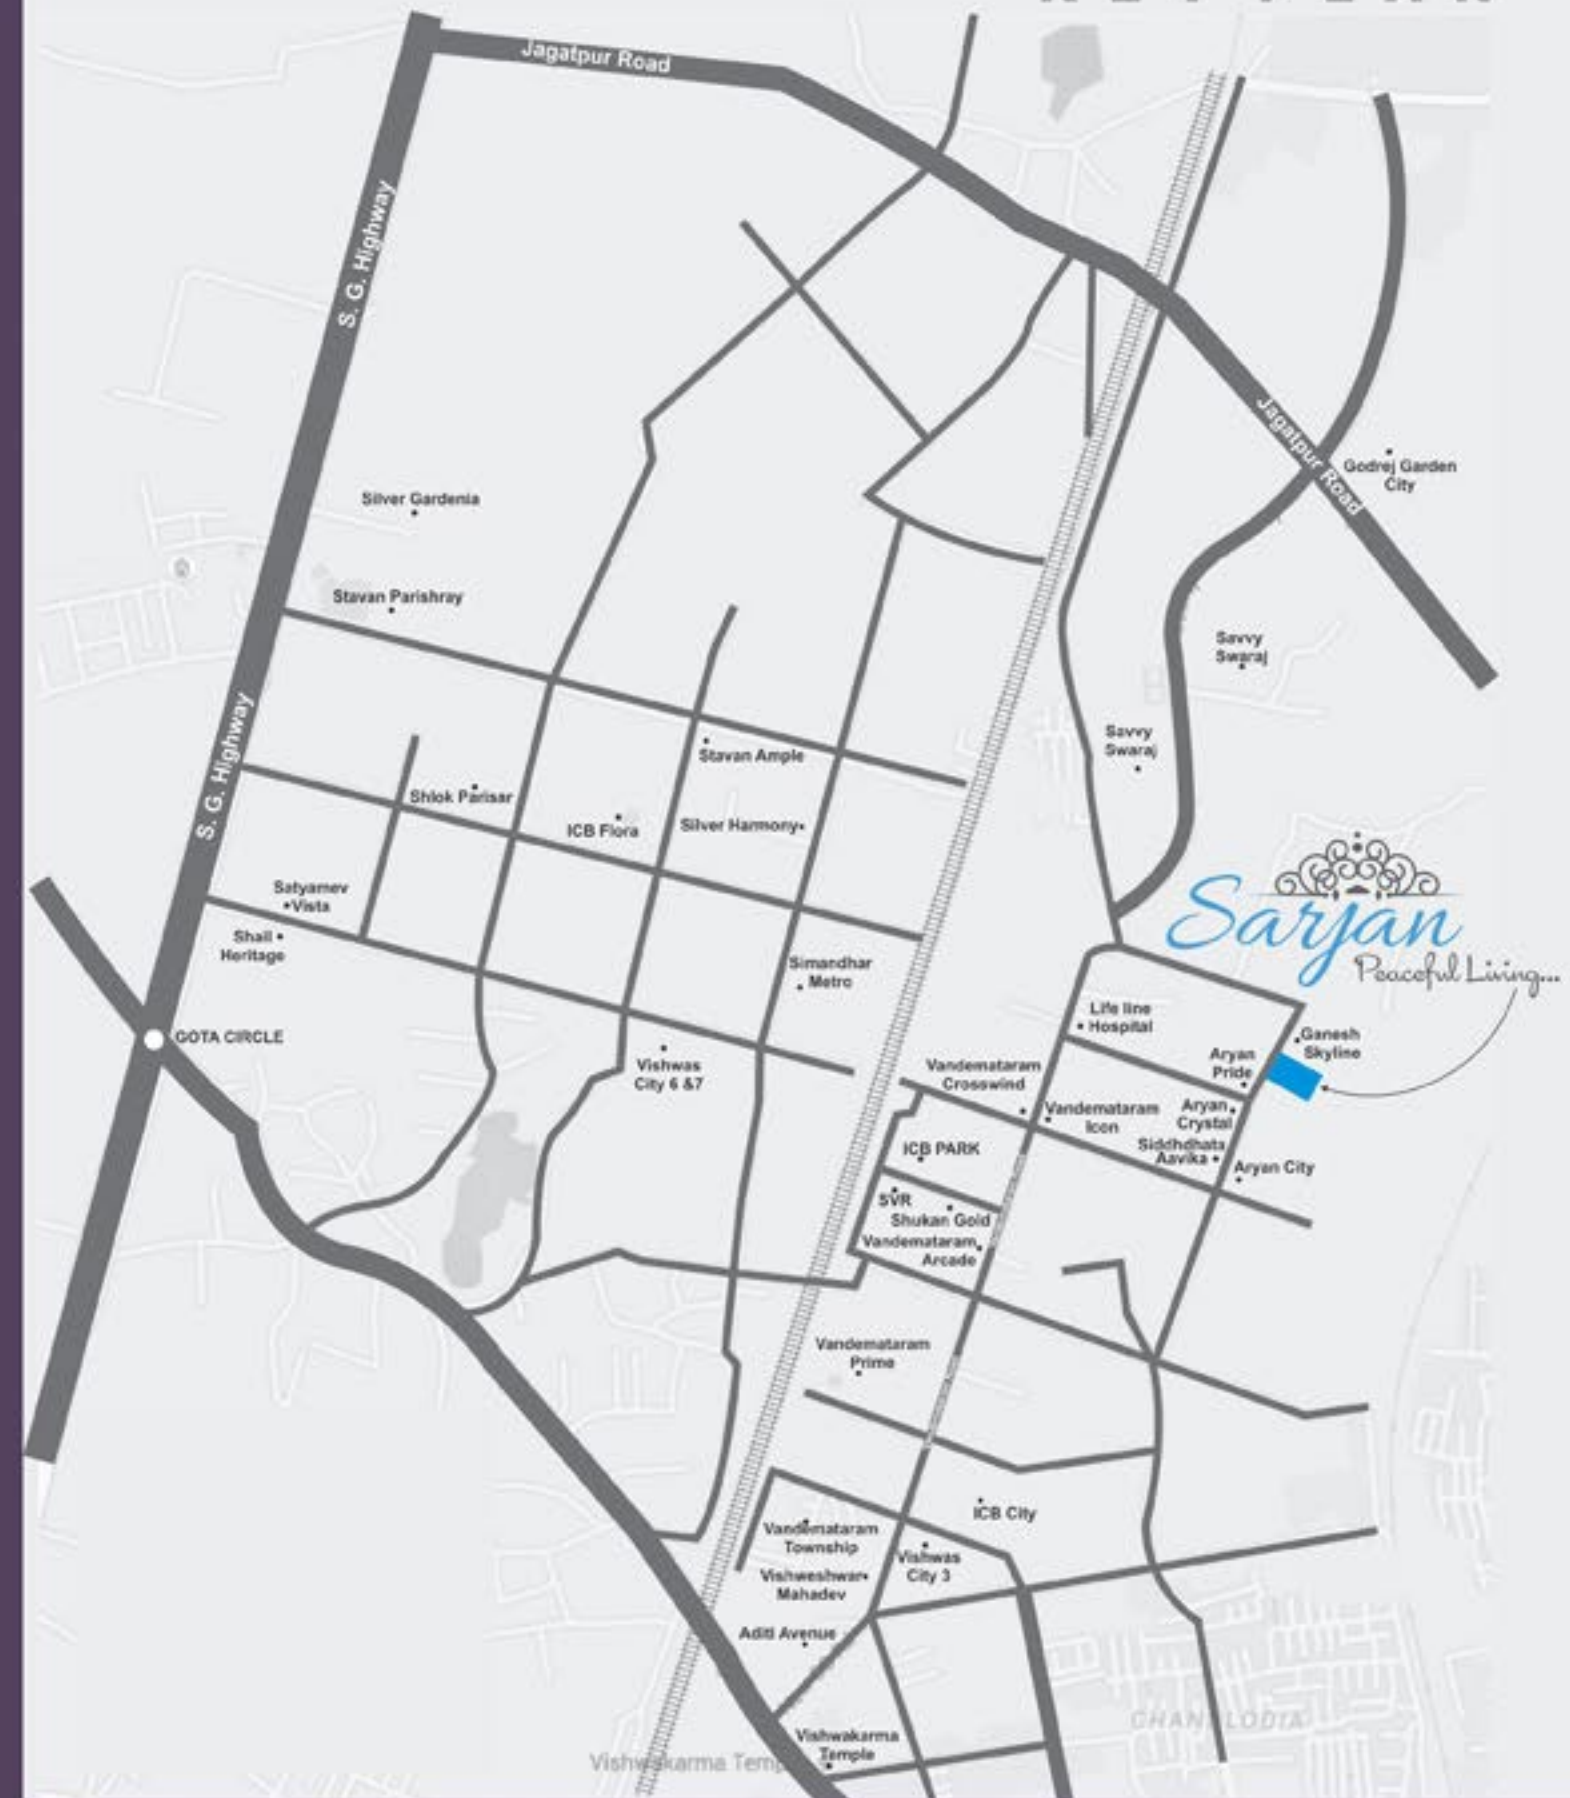 Jagatpur Road
S. G. Highway
Jagatpur Road
Godrej Garden
City
Silver Gardenia
Stavan Parishray
Savvy
Swaraj
S. G. Highway
Savvy
Swaraj
Stavan Ample
Shlok Parisar
ICB Flora
Silver Harmony
Satyamev
Vista
Shail
Heritage
Sarjan
Peaceful Living...
Simandhar
Metro
Life line
Hospital
GOTA CIRCLE
Ganesh
Skyline
Vishwas
City 6 &7
Vandemataram
Crosswind
Aryan
Pride
Vandemataram
Icon
Aryan
Crystal
Siddhdhata
Aavika
Aryan City
ICB PARK
SVR
Shukan Gold
Vandemataram
Arcade
Vandemataram
Prime
ICB City
Vandemataram
Township
Vishwas
City 3
Vishweshwar
Mahadev
Aditi Avenue
CHANDLODIA
Vishwakarma
Temple
Vishwakarma Temp